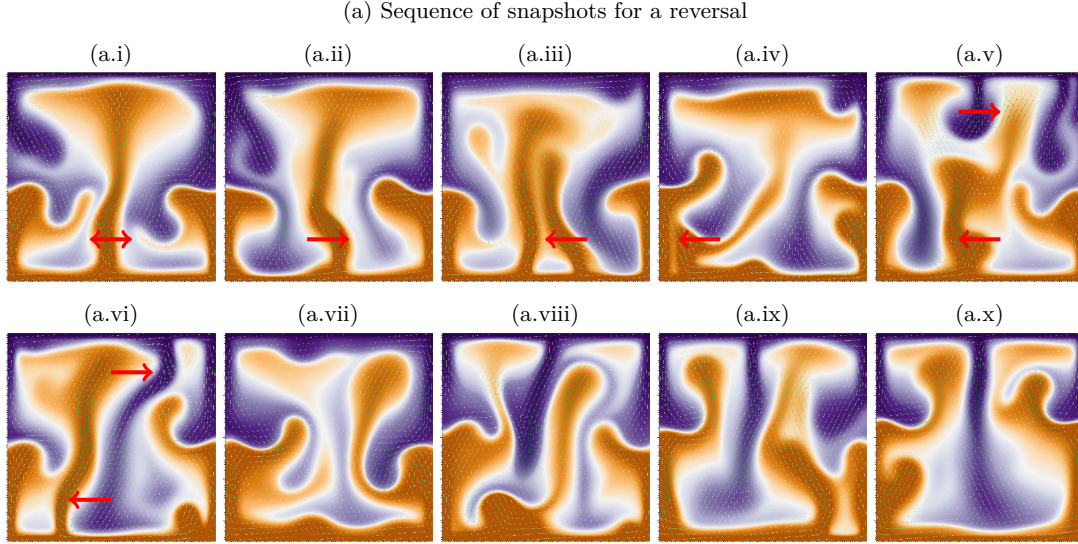 (a) Sequence of snapshots for a reversal
(a.i) (a.ii) (a.iii) (a.iv) (a.v)
(a.vi) (a.vii) (a.viii) (a.ix) (a.x)